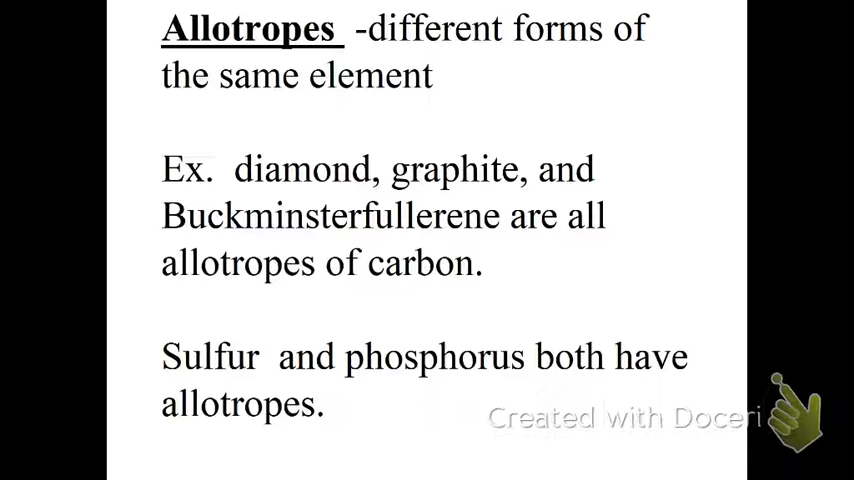 Allotropes -different forms of
the same element
Ex. diamond, graphite, and
Buckminsterfullerene are all
allotropes of carbon.
Sulfur and phosphorus both have
allotropes.
Created with Doceri